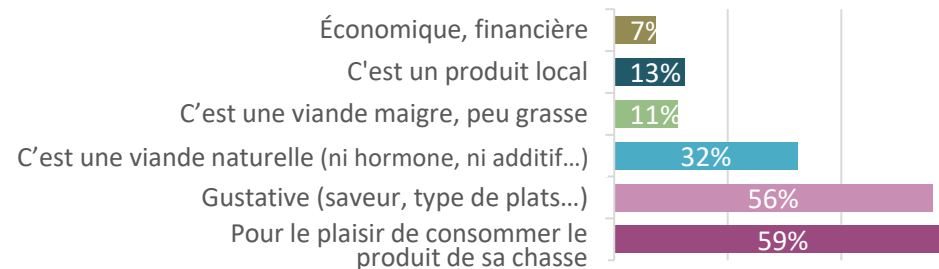 Économique, financière
7%
C'est un produit local
13%
C’est une viande maigre, peu grasse
11%
C’est une viande naturelle (ni hormone, ni additif…)
32%
Gustative (saveur, type de plats…)
56%
Pour le plaisir de consommer le
produit de sa chasse
59%